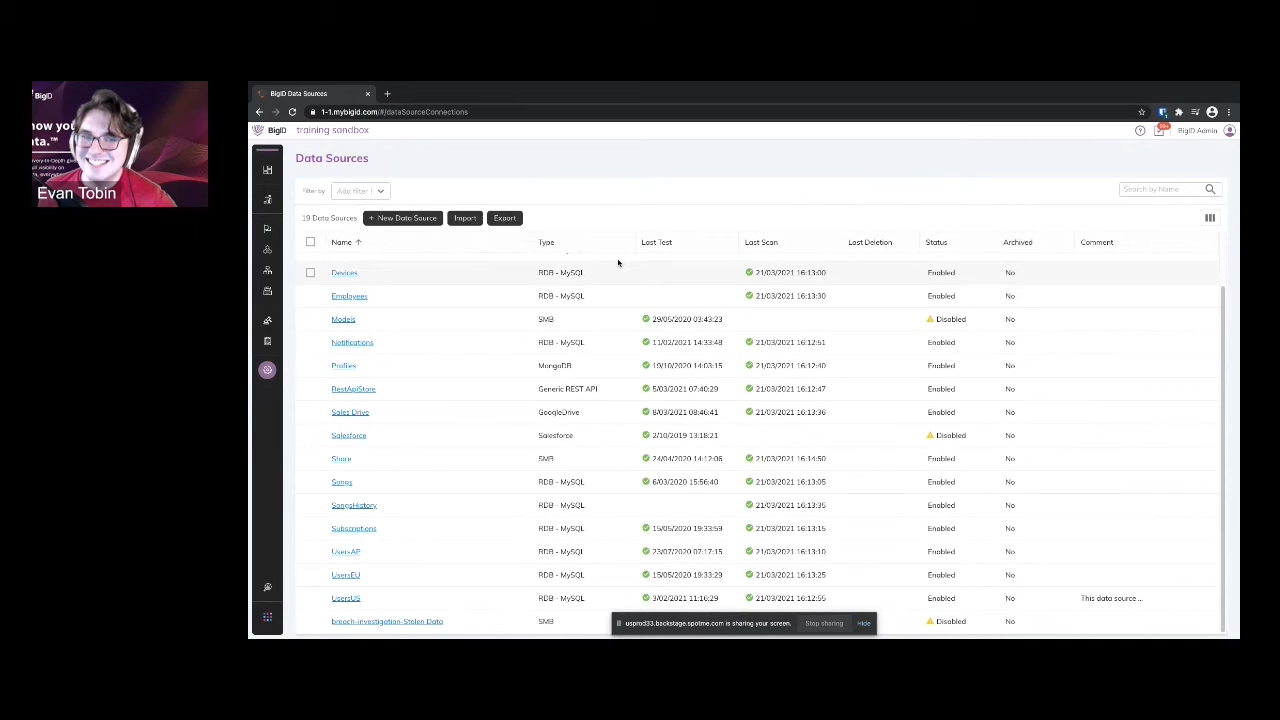 BigID
now you
ata.™
overy-In-Depth giv
ull visibility on
Evan Tobin
BigID Data Sources
1-1.mybigid.com/#/dataSourceConnections
BigID training sandbox
BigID Admin
Data Sources
Filter by Add filter
Search by Name
19 Data Sources + New Data Source Import Export
Name Type Last Test Last Scan Last Deletion Status Archived Comment
Devices RDB - MySQL 21/03/2021 16:13:00 Enabled No
Employees RDB - MySQL 21/03/2021 16:13:30 Enabled No
Models SMB 29/05/2020 03:43:23 Disabled No
Notifications RDB - MySQL 11/02/2021 14:33:48 21/03/2021 16:12:51 Enabled No
Profiles MongoDB 19/10/2020 14:03:15 21/03/2021 16:12:40 Enabled No
RestApiStore Generic REST API 5/03/2021 07:40:29 21/03/2021 16:12:47 Enabled No
Sales Drive GoogleDrive 8/03/2021 08:46:41 21/03/2021 16:13:36 Enabled No
Salesforce Salesforce 2/10/2019 13:18:21 Disabled No
Share SMB 24/04/2020 14:12:06 21/03/2021 16:14:50 Enabled No
Songs RDB - MySQL 6/03/2020 15:56:40 21/03/2021 16:13:05 Enabled No
SongsHistory RDB - MySQL 21/03/2021 16:13:35 Enabled No
Subscriptions RDB - MySQL 15/05/2020 19:33:59 21/03/2021 16:13:15 Enabled No
UsersAP RDB - MySQL 23/07/2020 07:17:15 21/03/2021 16:13:10 Enabled No
UsersEU RDB - MySQL 15/05/2020 19:33:29 21/03/2021 16:13:25 Enabled No
UsersUS RDB - MySQL 3/02/2021 11:16:29 21/03/2021 16:12:55 Enabled No This data source ...
breach-investigation-Stolen Data SMB Disabled No
usprod33.backstage.spotme.com is sharing your screen. Stop sharing Hide